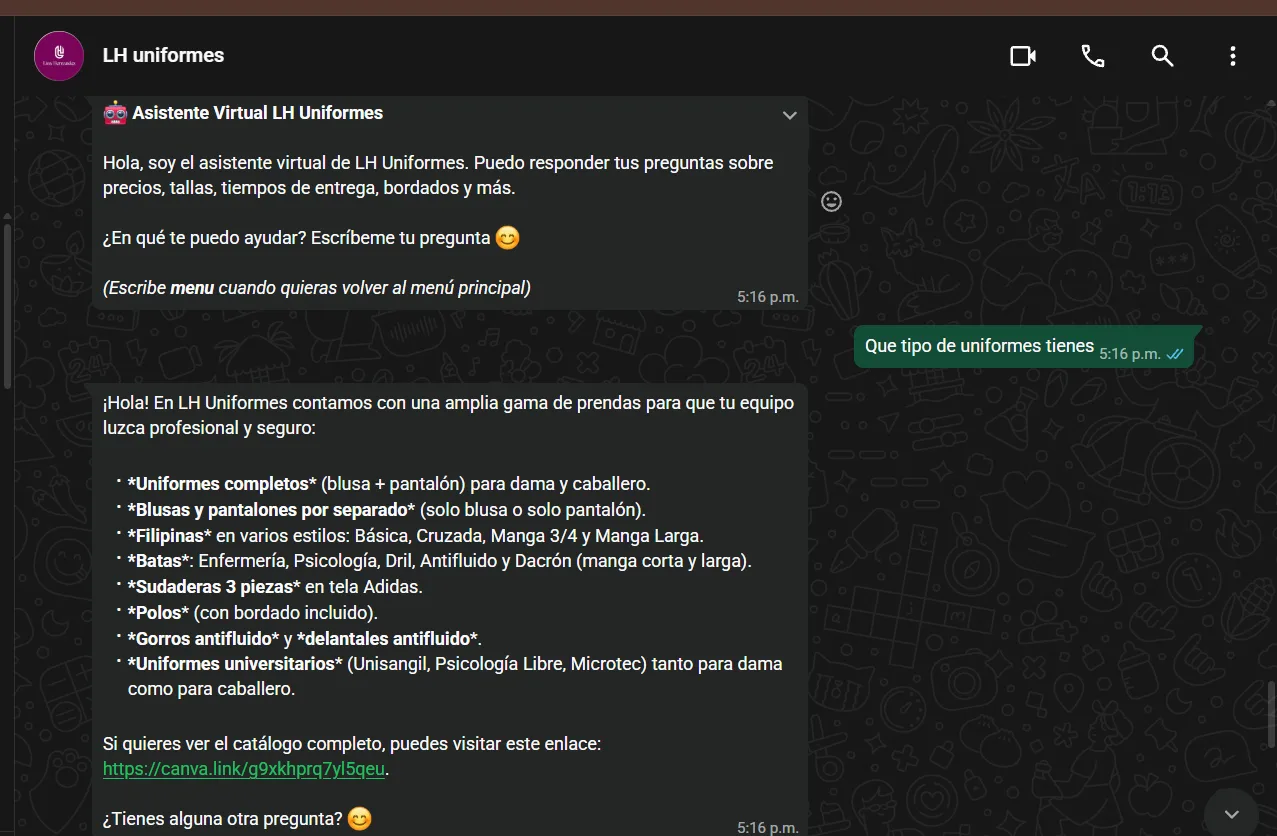 LH uniformes
🤖 Asistente Virtual LH Uniformes
Hola, soy el asistente virtual de LH Uniformes. Puedo responder tus preguntas sobre
precios, tallas, tiempos de entrega, bordados y más.
¿En qué te puedo ayudar? Escríbeme tu pregunta 😊
(Escribe menu cuando quieras volver al menú principal)
5:16 p.m.
Que tipo de uniformes tienes 5:16 p.m.
¡Hola! En LH Uniformes contamos con una amplia gama de prendas para que tu equipo
luzca profesional y seguro:
· *Uniformes completos* (blusa + pantalón) para dama y caballero.
· *Blusas y pantalones por separado* (solo blusa o solo pantalón).
· *Filipinas* en varios estilos: Básica, Cruzada, Manga 3/4 y Manga Larga.
· *Batas*: Enfermería, Psicología, Dril, Antifluido y Dacrón (manga corta y larga).
· *Sudaderas 3 piezas* en tela Adidas.
· *Polos* (con bordado incluido).
· *Gorros antifluido* y *delantales antifluido*.
· *Uniformes universitarios* (Unisangil, Psicología Libre, Microtec) tanto para dama
como para caballero.
Si quieres ver el catálogo completo, puedes visitar este enlace:
https://canva.link/g9xkhprq7yl5qeu.
¿Tienes alguna otra pregunta? 😊
5:16 p.m.